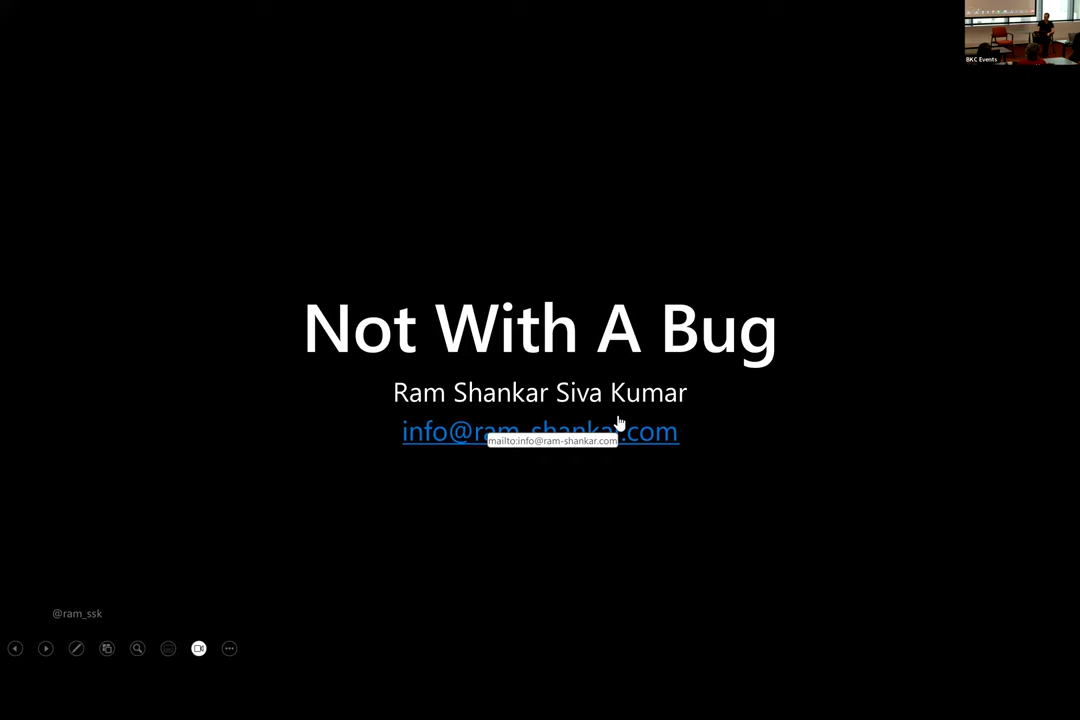 BKC Events
Not With A Bug
Ram Shankar Siva Kumar
info@ram-shankar.com
mailto:info@ram-shankar.com
@ram_ssk